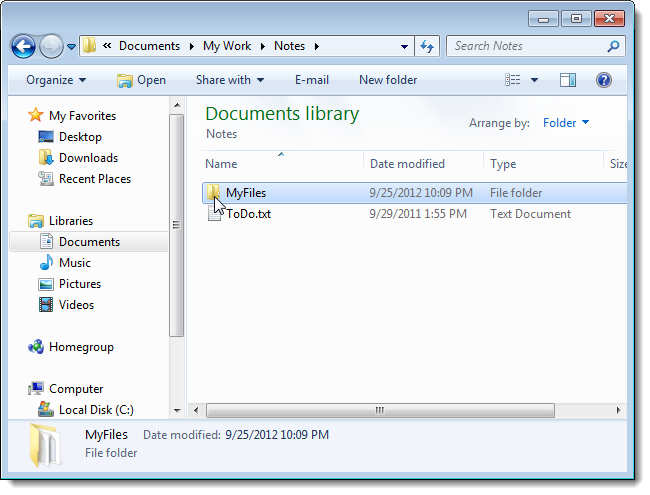 « Documents ▸ My Work ▸ Notes ▸
Search Notes
Organize Open Share with E-mail New folder
My Favorites
Desktop
Downloads
Recent Places
Libraries
Documents
Music
Pictures
Videos
Homegroup
Computer
Local Disk (C:)
Documents library
Notes
Arrange by: Folder
Name Date modified Type Size
MyFiles 9/25/2012 10:09 PM File folder
ToDo.txt 9/29/2011 1:55 PM Text Document
MyFiles Date modified: 9/25/2012 10:09 PM
File folder